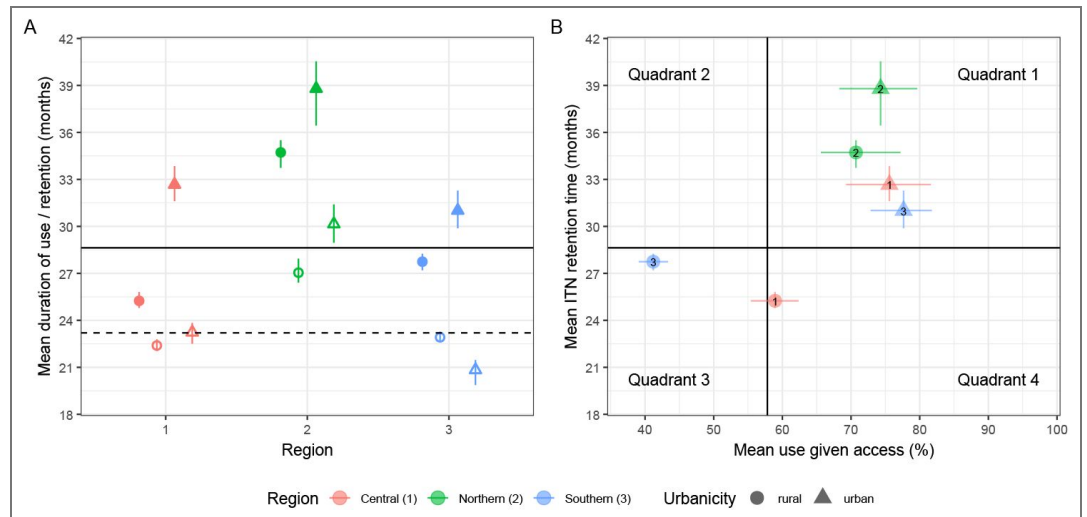 A
B
Mean duration of use / retention (months)
42
39
36
33
30
27
24
21
18
1
2
3
Region
Mean ITN retention time (months)
42
39
36
33
30
27
24
21
18
Quadrant 2
Quadrant 1
2
2
1
3
3
1
Quadrant 3
Quadrant 4
40
50
60
70
80
90
100
Mean use given access (%)
Region
Central (1)
Northern (2)
Southern (3)
Urbanicity
rural
urban